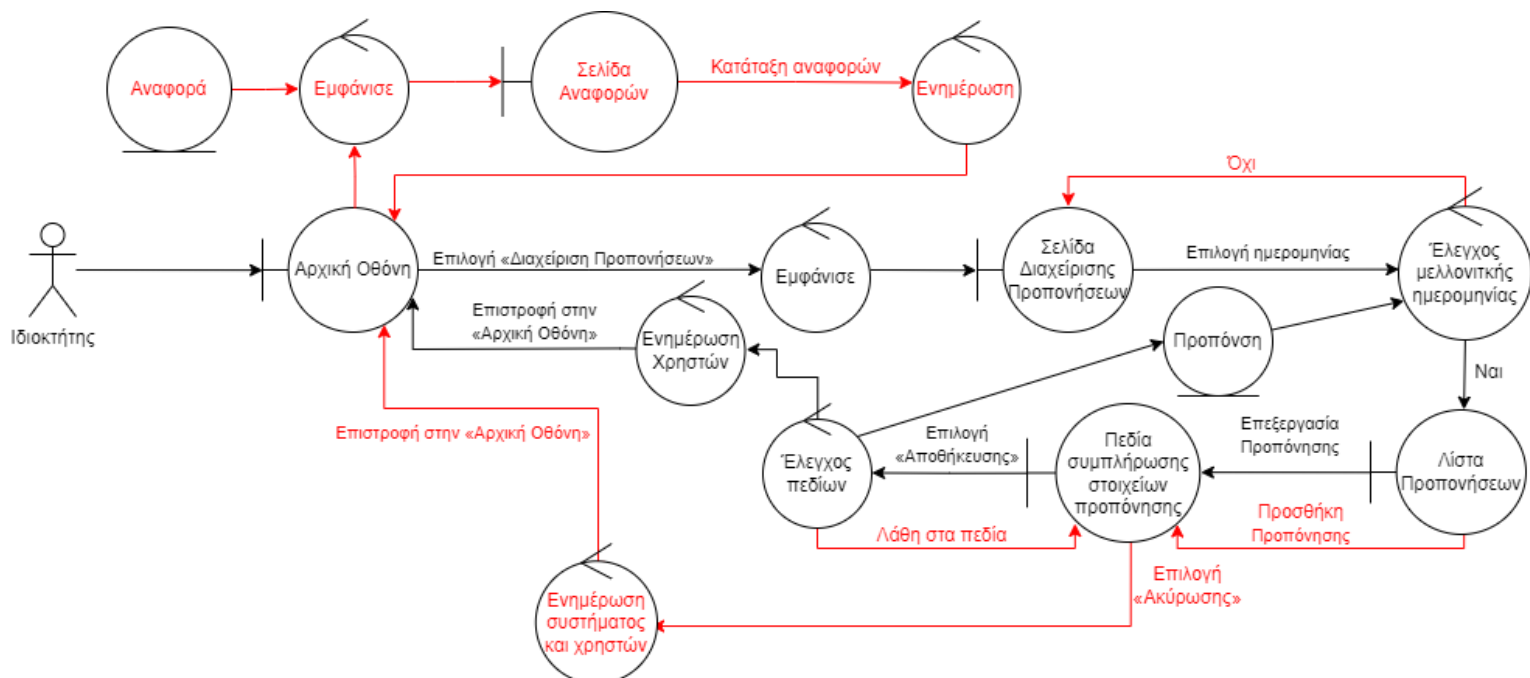 Αναφορά
Εμφάνισε
Σελίδα
Αναφορών
Κατάταξη αναφορών
Ενημέρωση
Όχι
Ιδιοκτήτης
Αρχική Οθόνη
Επιλογή «Διαχείριση Προπονήσεων»
Εμφάνισε
Σελίδα
Διαχείρισης
Προπονήσεων
Επιλογή ημερομηνίας
Έλεγχος
μελλονιτκής
ημερομηνίας
Επιστροφή στην
«Αρχική Οθόνη»
Ενημέρωση
Χρηστών
Προπόνση
Ναι
Επιστροφή στην «Αρχική Οθόνη»
Έλεγχος
πεδίων
Επιλογή
«Αποθήκευσης»
Πεδία
συμπλήρωσης
στοιχείων
προπόνησης
Επεξεργασία
Προπόνησης
Λίστα
Προπονήσεων
Λάθη στα πεδία
Προσθήκη
Προπόνησης
Επιλογή
«Ακύρωσης»
Ενημέρωση
συστήματος
και χρηστών